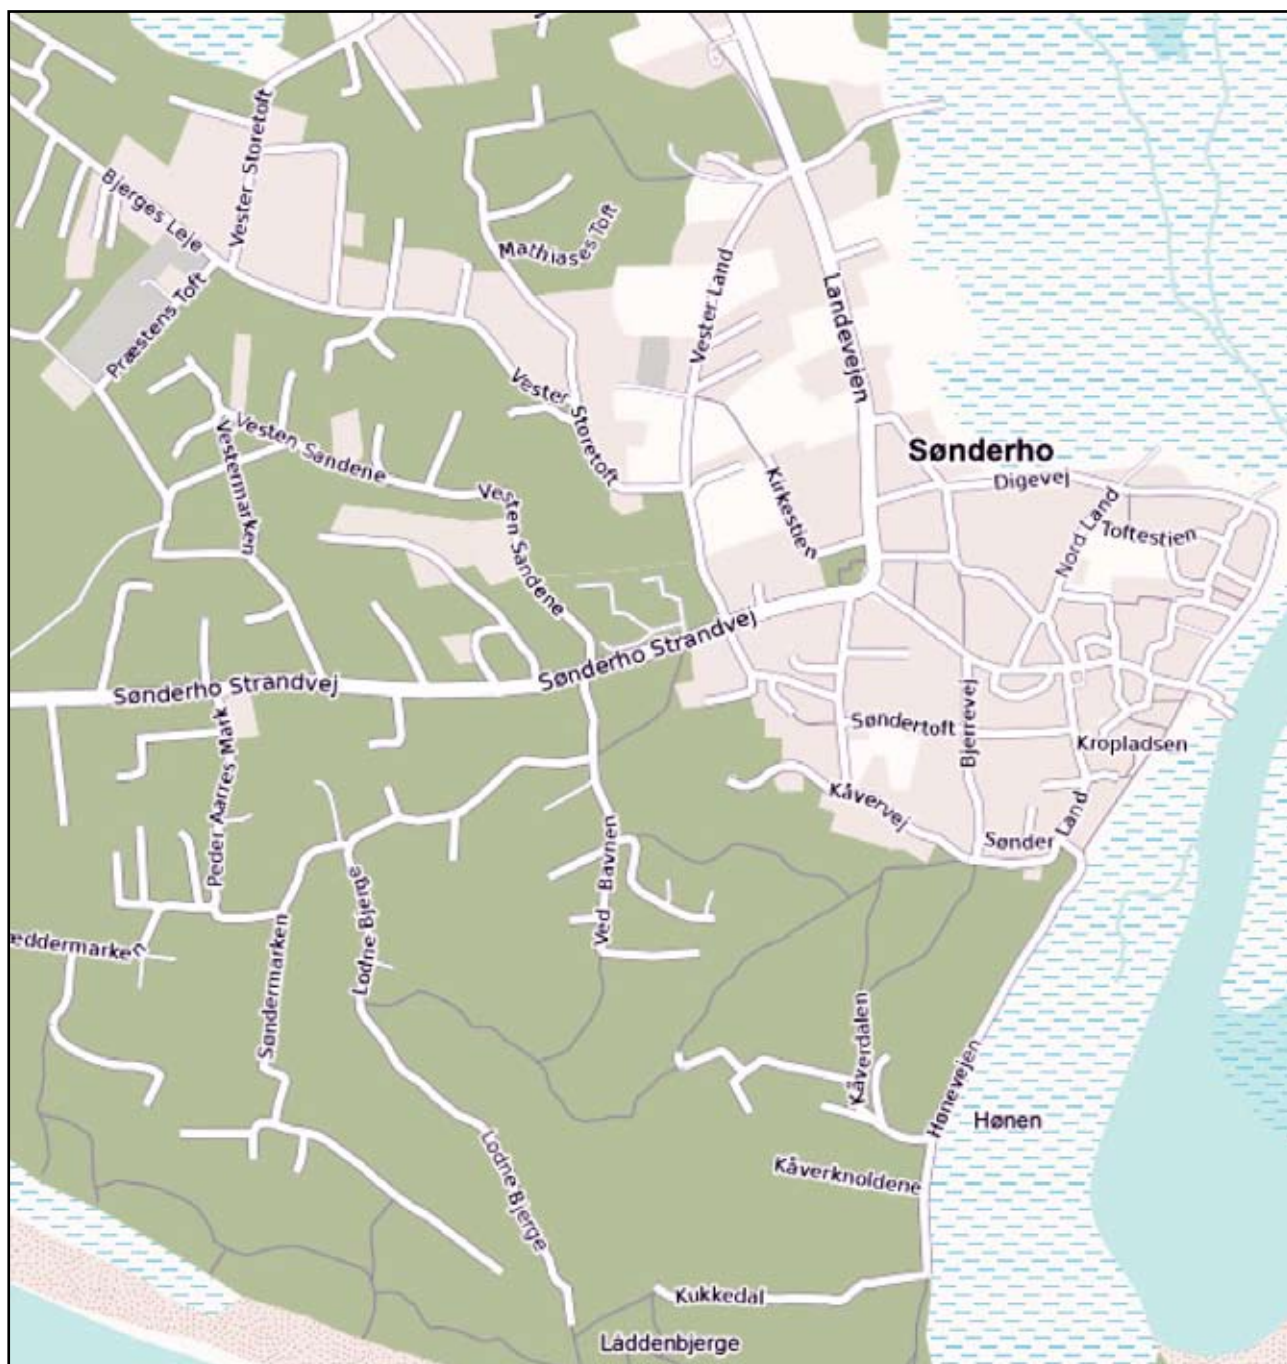 Vester Storetoft
Bjerges Leje
Mathiases Toft
Præstens Toft
Vester Land
Landevejen
Vester Storetoft
Vesten Sandene
Vestermarken
Sønderho
Digevej
Vesten Sandene
Kirkestien
Nord Land
Toftestien
Sønderho Strandvej
Sønderho Strandvej
Peder Aarres Mark
Søndertoft
Bjerrevej
Kropladsen
Kåvervej
Sønder Land
Ved Bavnen
Lodne Bjerge
æddermarken
Søndermarken
Kåverdalen
Hønevejen
Hønen
Lodne Bjerge
Kåverknoldene
Kukkedal
Låddenbjerge